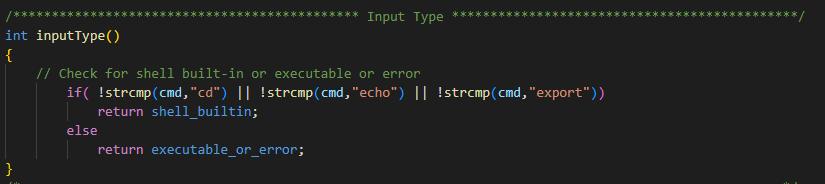 /********************************************* Input Type *********************************************/
int inputType()
{
// Check for shell built-in or executable or error
if( !strcmp(cmd,"cd") || !strcmp(cmd,"echo") || !strcmp(cmd,"export"))
return shell_builtin;
else
return executable_or_error;
}